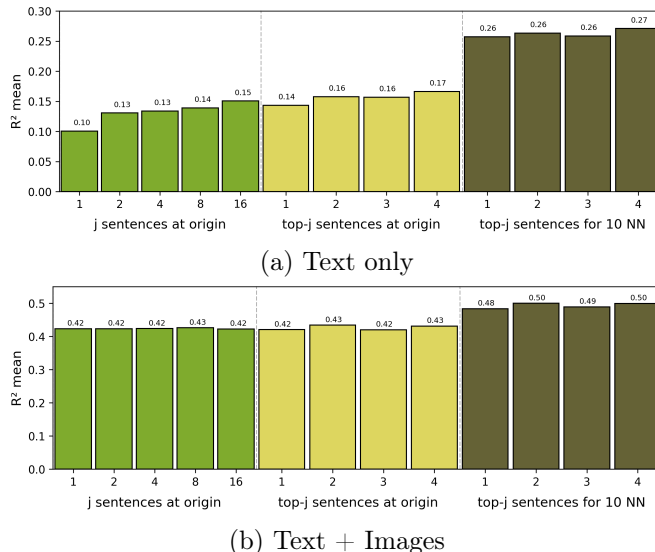 0.30
0.25
0.20
0.15
0.10
0.05
0.00
R² mean
0.10 0.13 0.13 0.14 0.15 0.14 0.16 0.16 0.17 0.26 0.26 0.26 0.27
1 2 4 8 16 1 2 3 4 1 2 3 4
j sentences at origin top-j sentences at origin top-j sentences for 10 NN
(a) Text only
0.5
0.4
0.3
0.2
0.1
0.0
R² mean
0.42 0.42 0.42 0.43 0.42 0.42 0.43 0.42 0.43 0.48 0.50 0.49 0.50
1 2 4 8 16 1 2 3 4 1 2 3 4
j sentences at origin top-j sentences at origin top-j sentences for 10 NN
(b) Text + Images